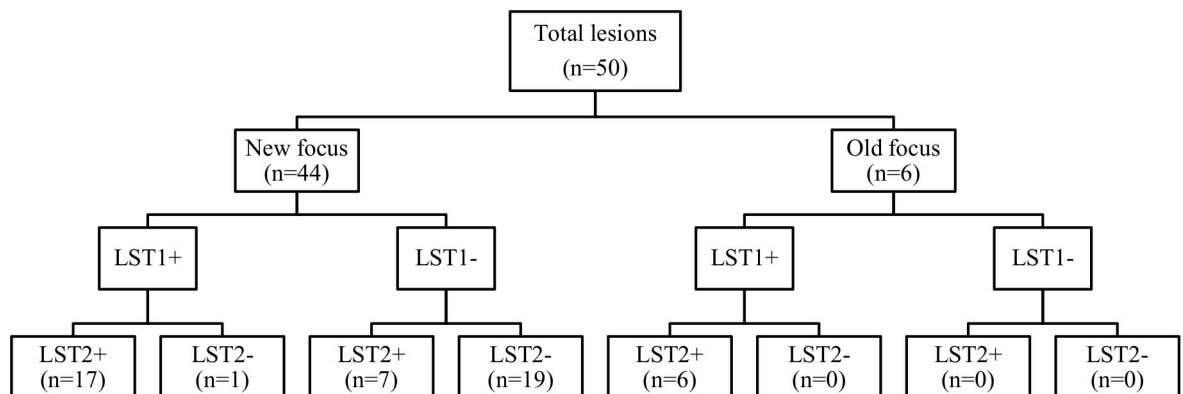 Total lesions
(n=50)
New focus
(n=44)
Old focus
(n=6)
LST1+
LST1-
LST1+
LST1-
LST2+
(n=17)
LST2-
(n=1)
LST2+
(n=7)
LST2-
(n=19)
LST2+
(n=6)
LST2-
(n=0)
LST2+
(n=0)
LST2-
(n=0)